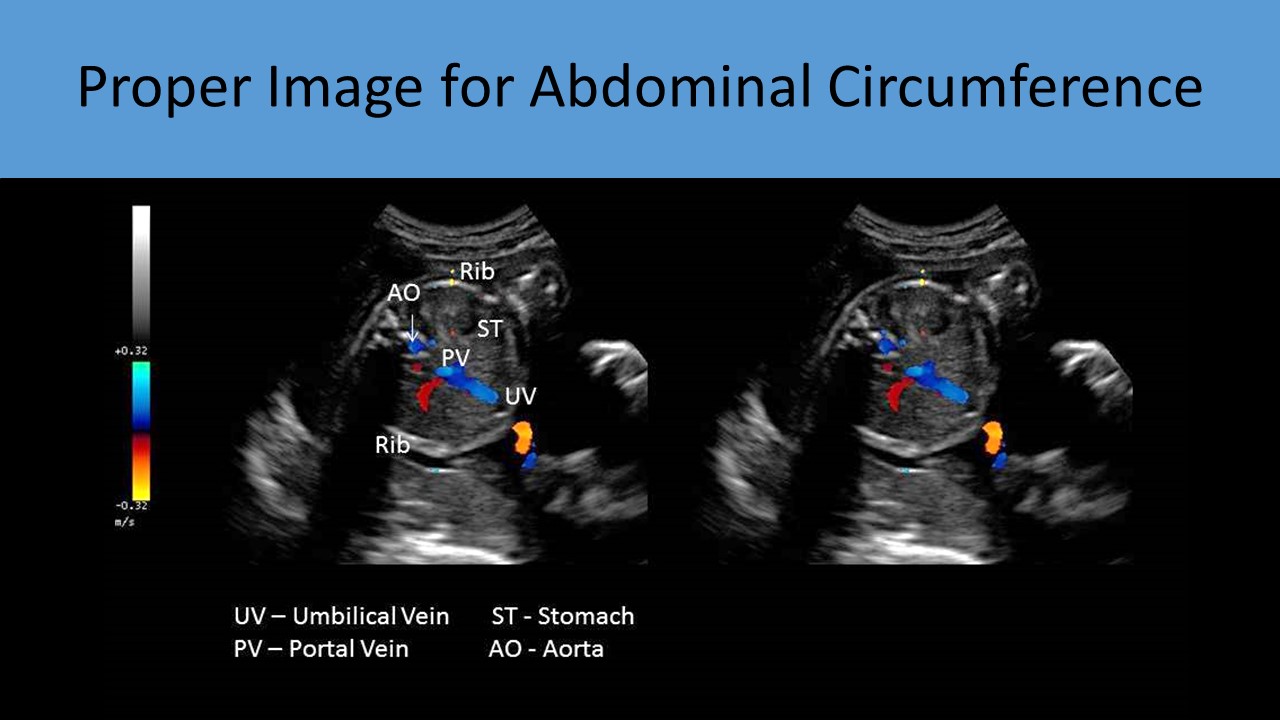 Proper Image for Abdominal Circumference
+0.32
-0.32
m/s
Rib
AO
ST
PV
UV
Rib
UV – Umbilical Vein ST - Stomach
PV – Portal Vein AO - Aorta